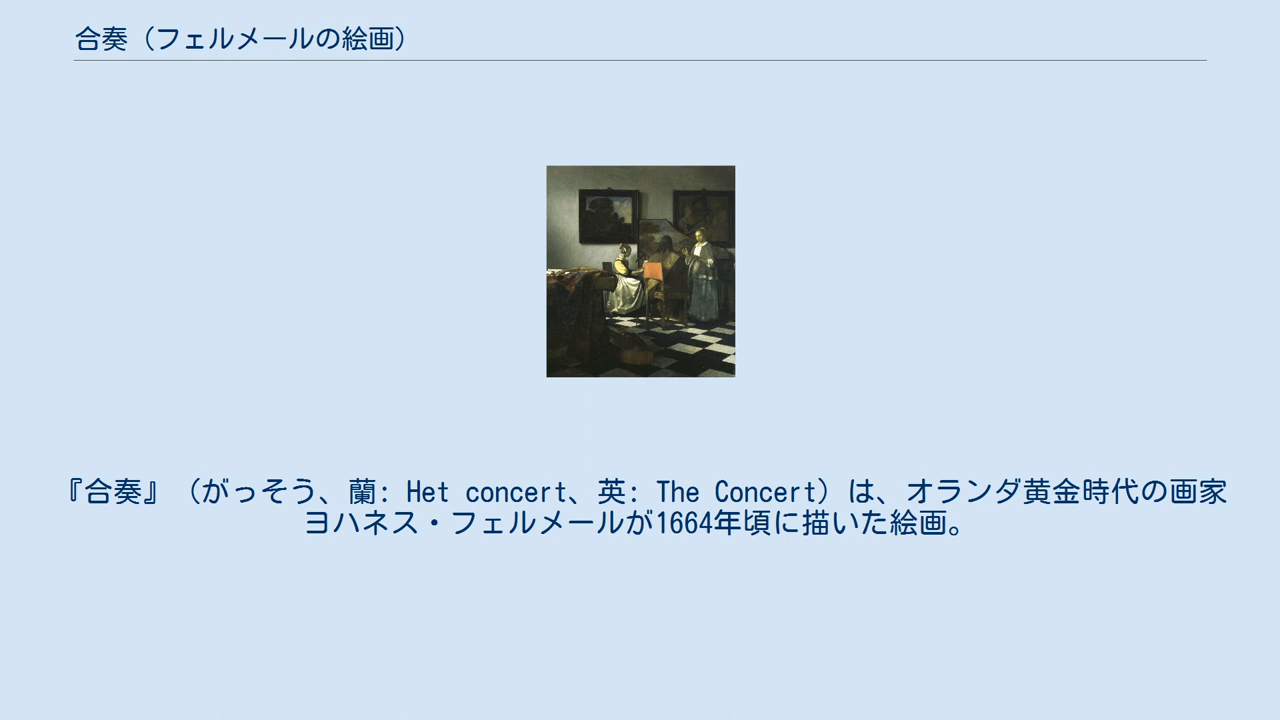 合奏（フェルメールの絵画）
『合奏』（がっそう、蘭: Het concert、英: The Concert）は、オランダ黄金時代の画家
ヨハネス・フェルメールが1664年頃に描いた絵画。